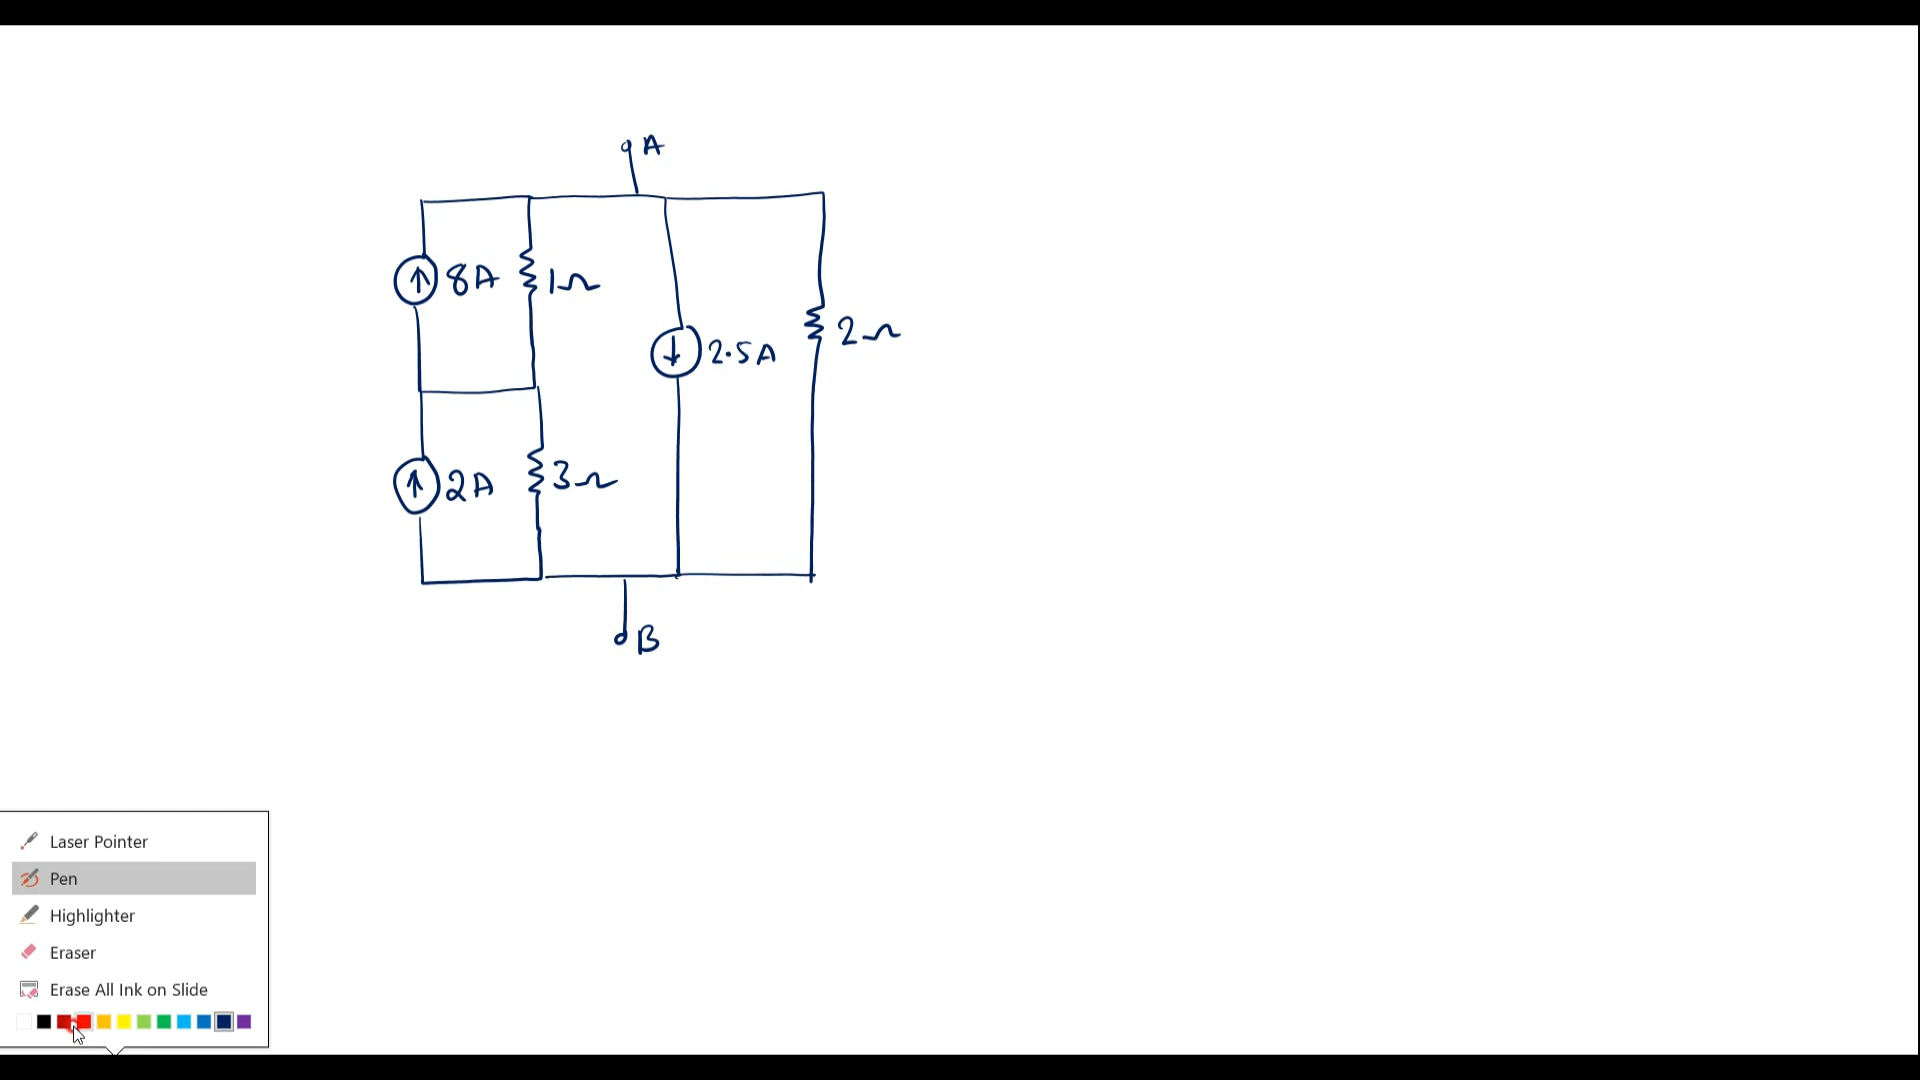 A
8A
1Ω
2.5A
2Ω
2A
3Ω
B
Laser Pointer
Pen
Highlighter
Eraser
Erase All Ink on Slide